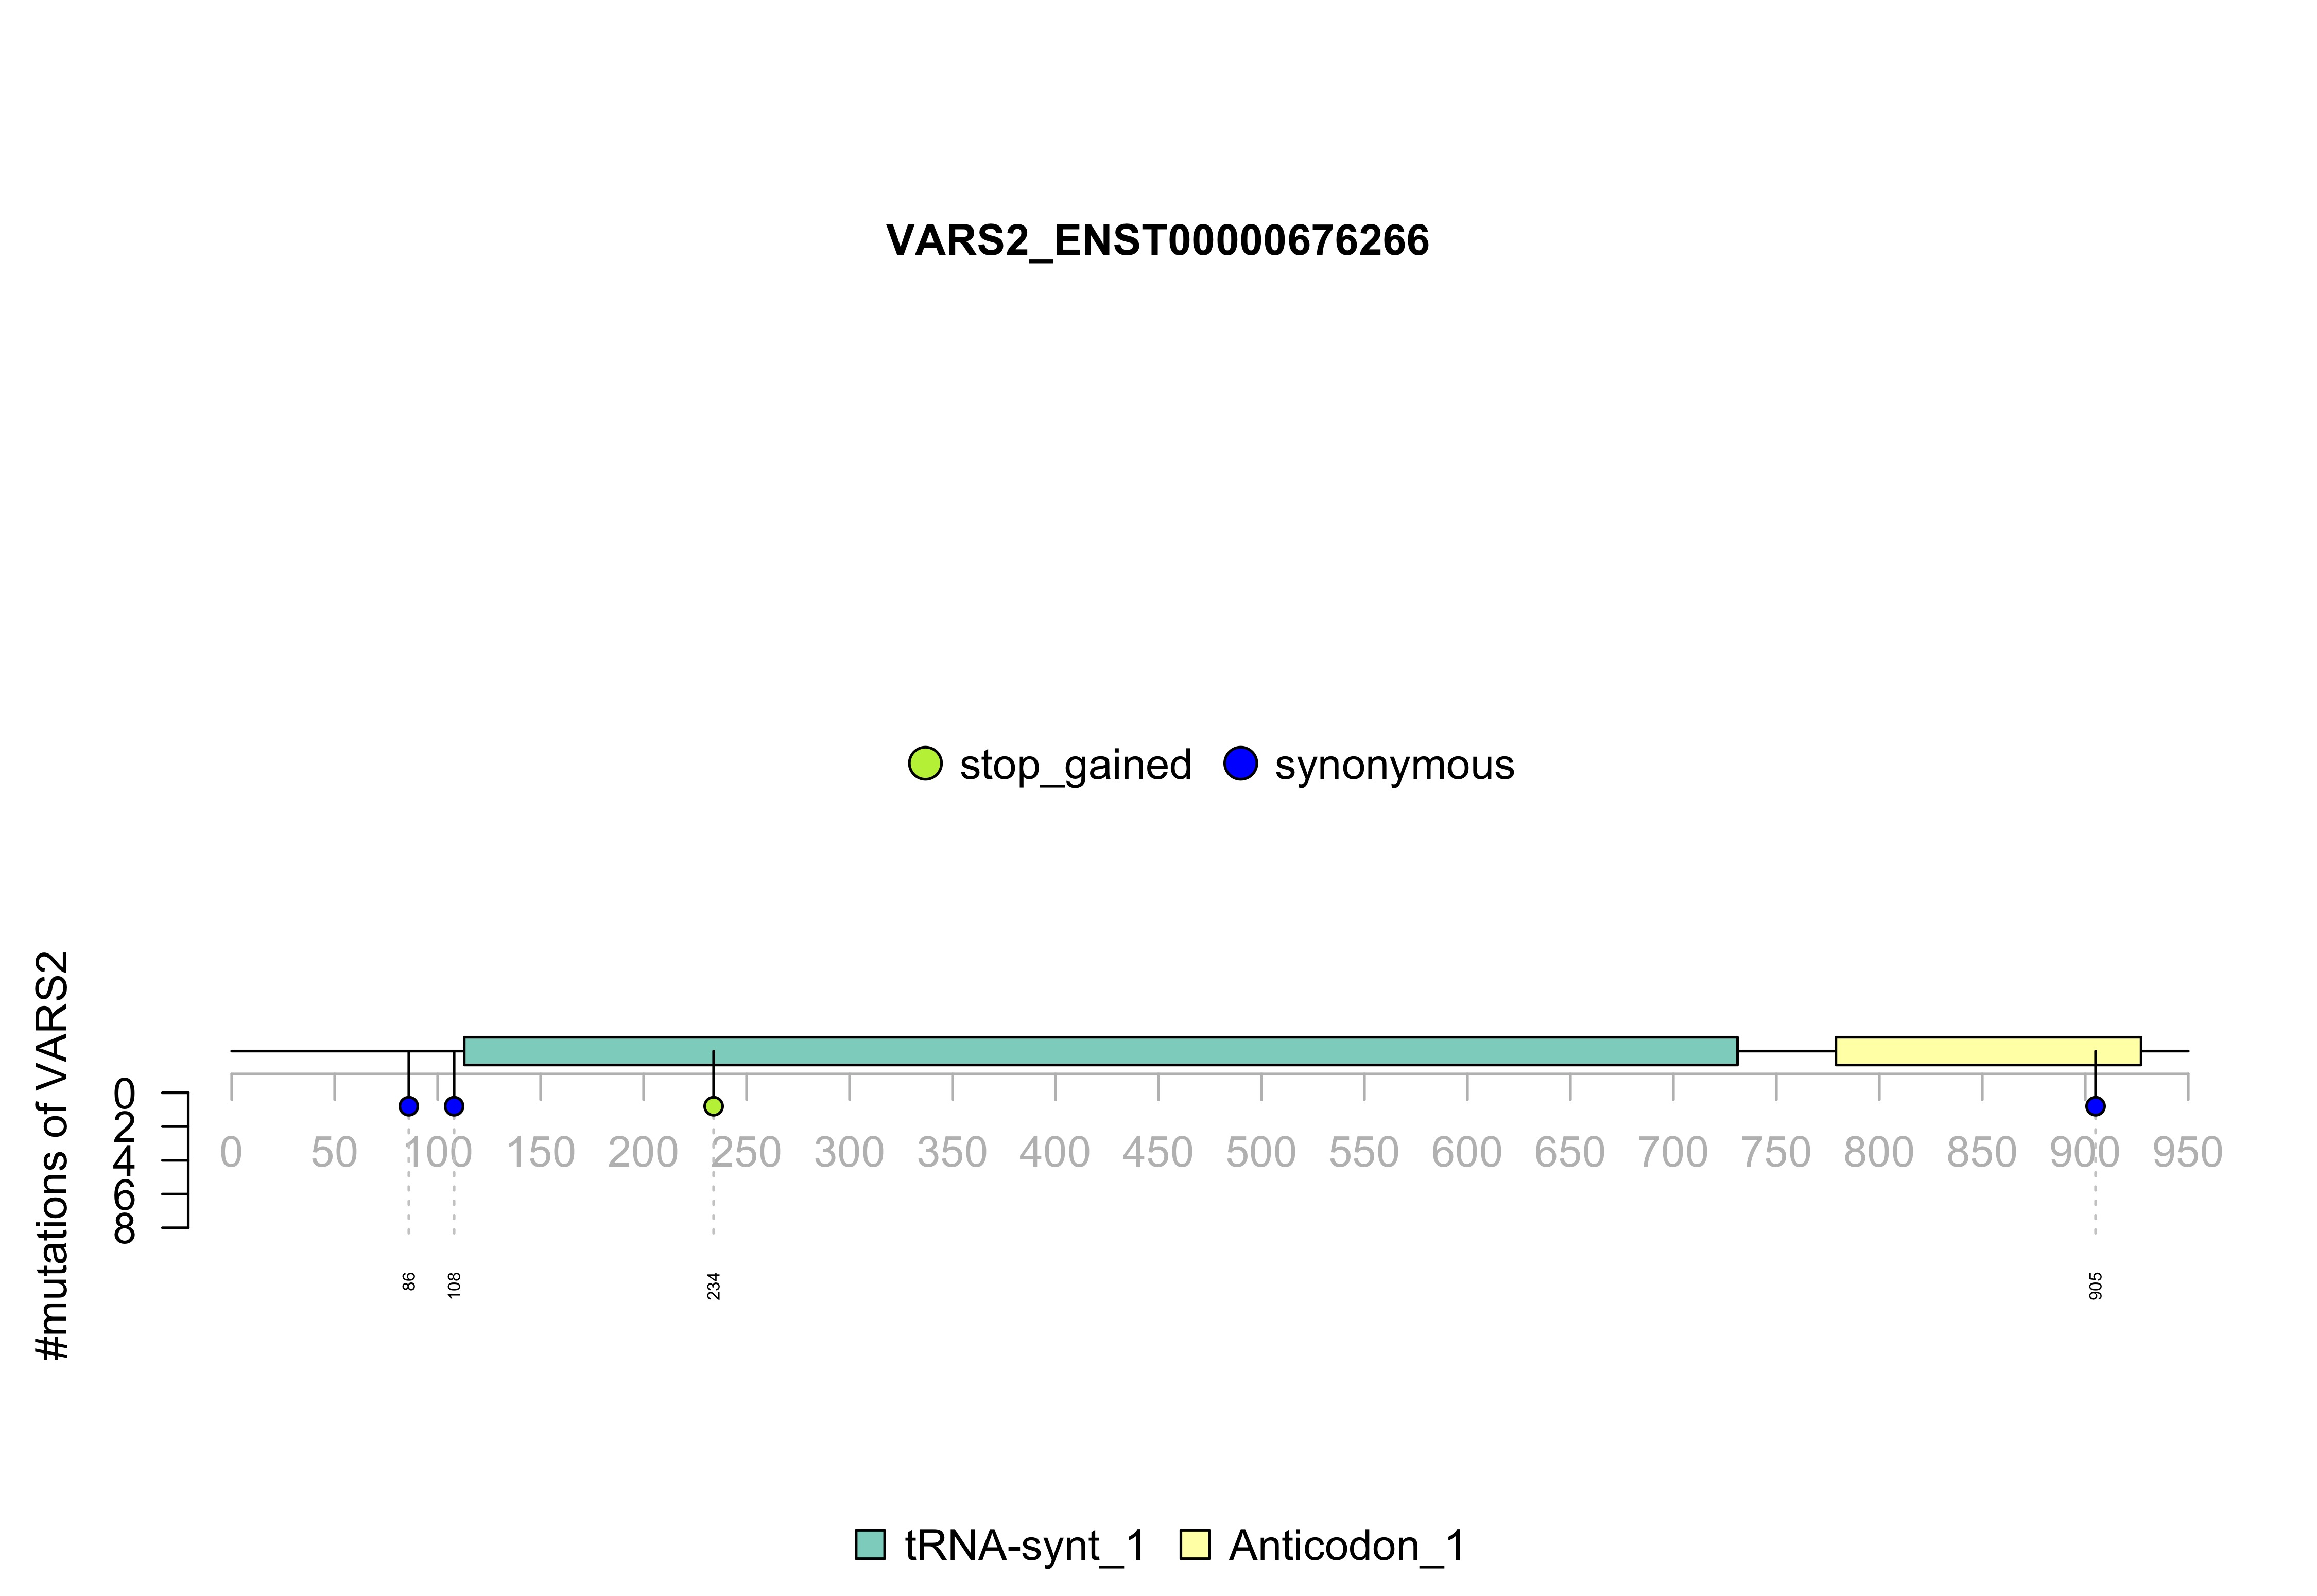 VARS2_ENST00000676266
stop_gained synonymous
#mutations of VARS2
0
2
4
6
8
0 50 100 150 200 250 300 350 400 450 500 550 600 650 700 750 800 850 900 950
86 108 234 905
tRNA-synt_1 Anticodon_1